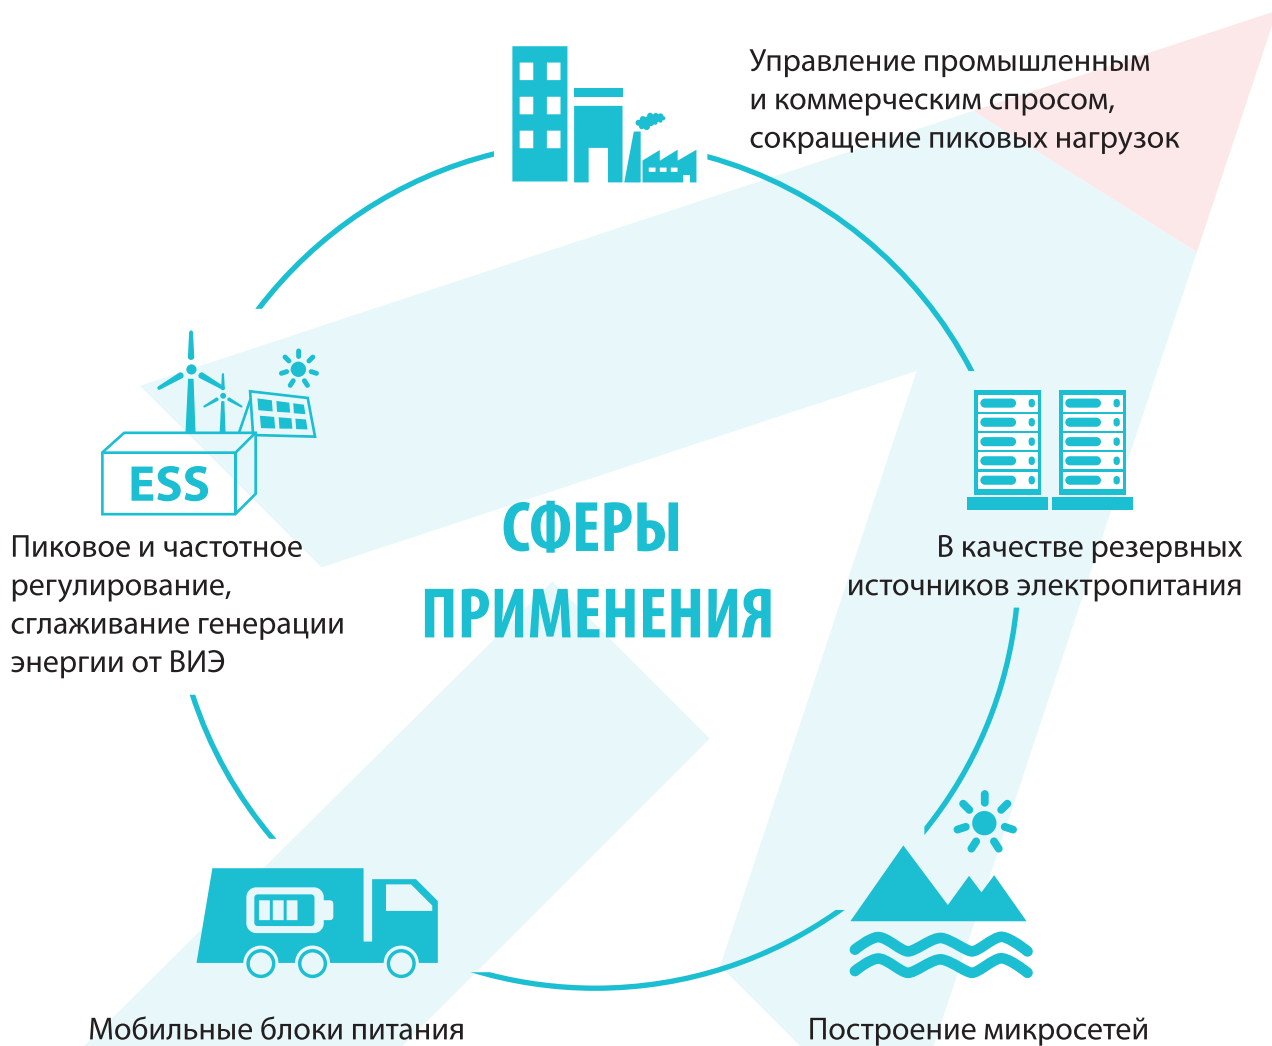 Управление промышленным
и коммерческим спросом,
сокращение пиковых нагрузок
ESS
Пиковое и частотное
регулирование,
сглаживание генерации
энергии от ВИЭ
СФЕРЫ
ПРИМЕНЕНИЯ
В качестве резервных
источников электропитания
Мобильные блоки питания
Построение микросетей